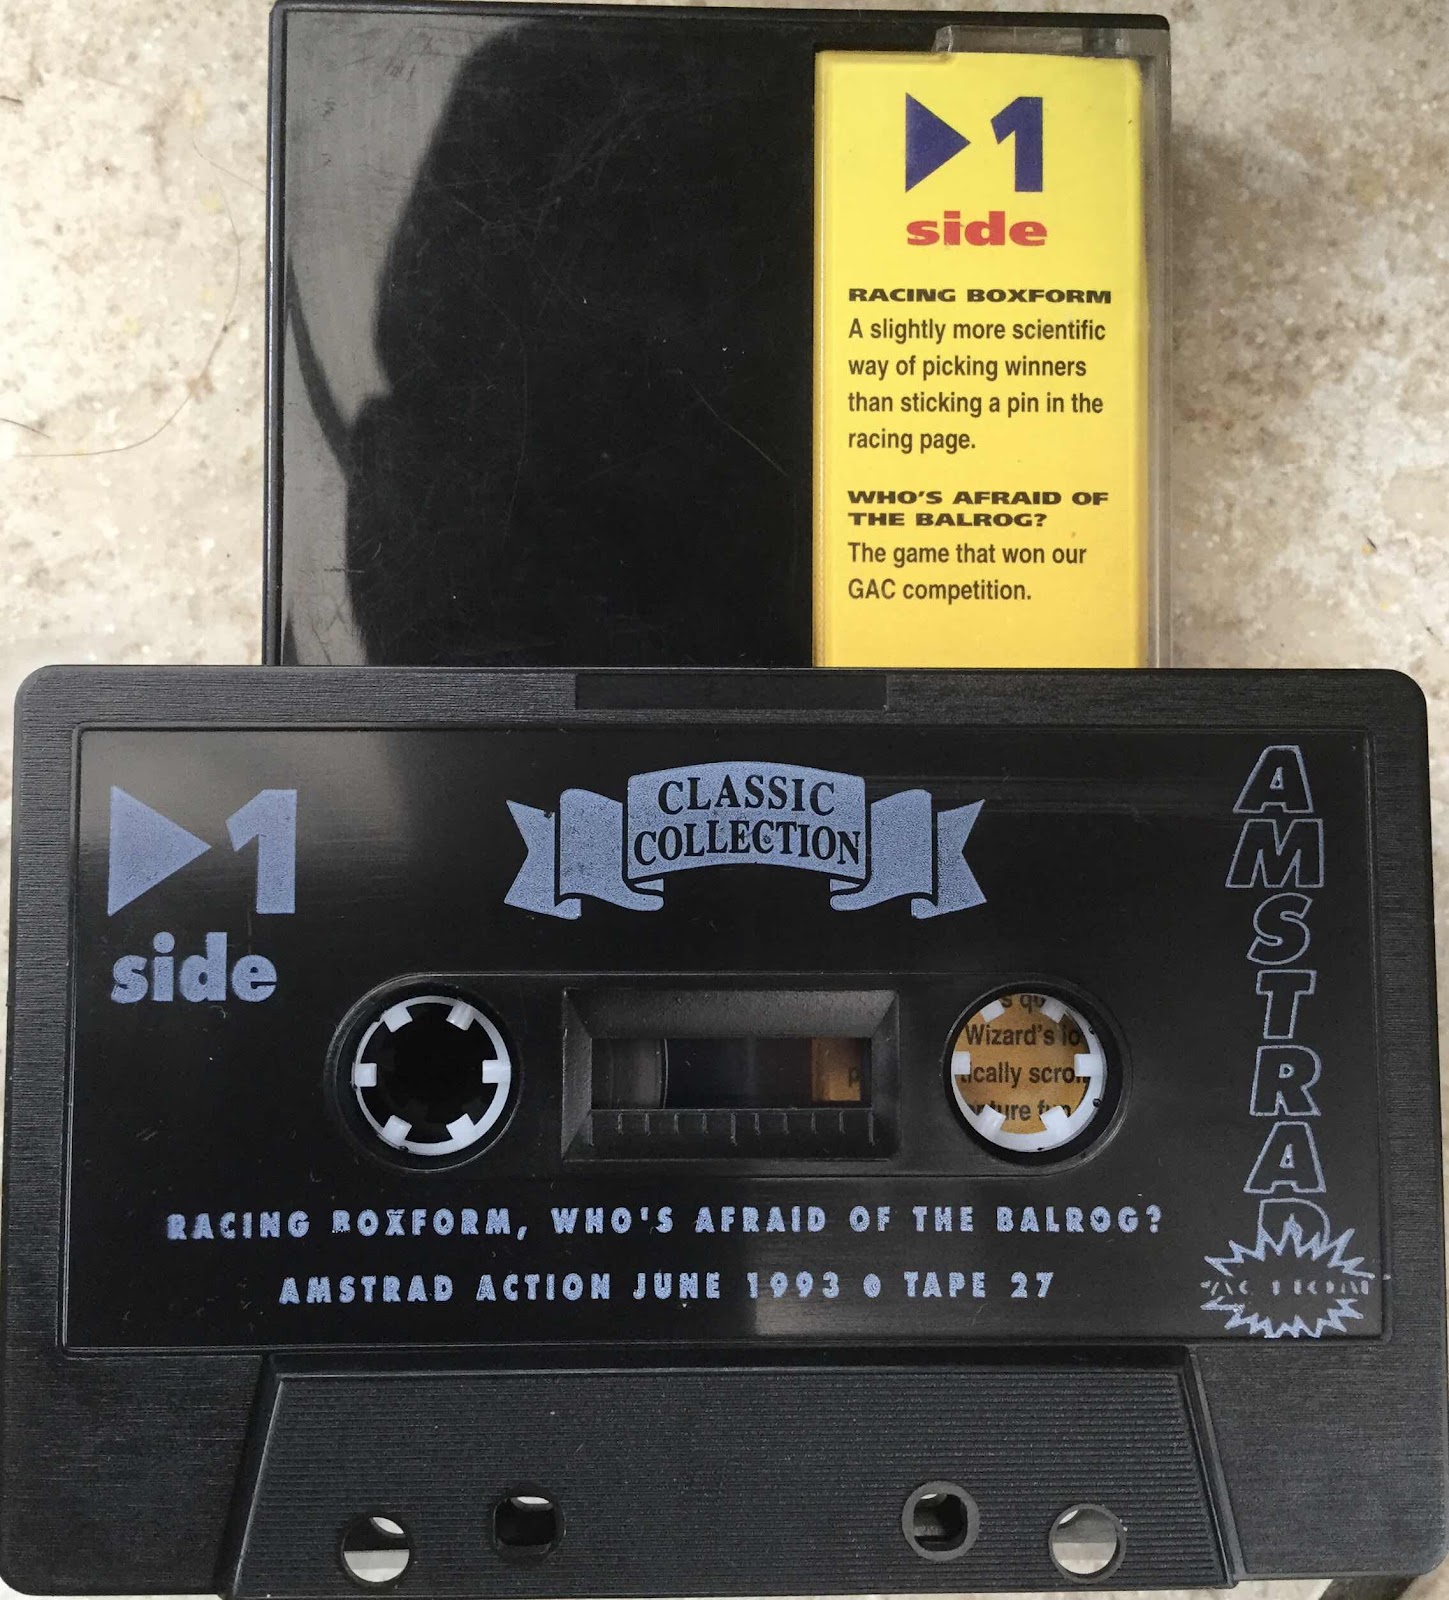 1
side
RACING BOXFORM
A slightly more scientific
way of picking winners
than sticking a pin in the
racing page.
WHO'S AFRAID OF
THE BALROG?
The game that won our
GAC competition.
1
side
CLASSIC
COLLECTION
AMSTRAD
ACTION
Wizard's
RACING BOXFORM, WHO'S AFRAID OF THE BALROG?
AMSTRAD ACTION JUNE 1993 ● TAPE 27